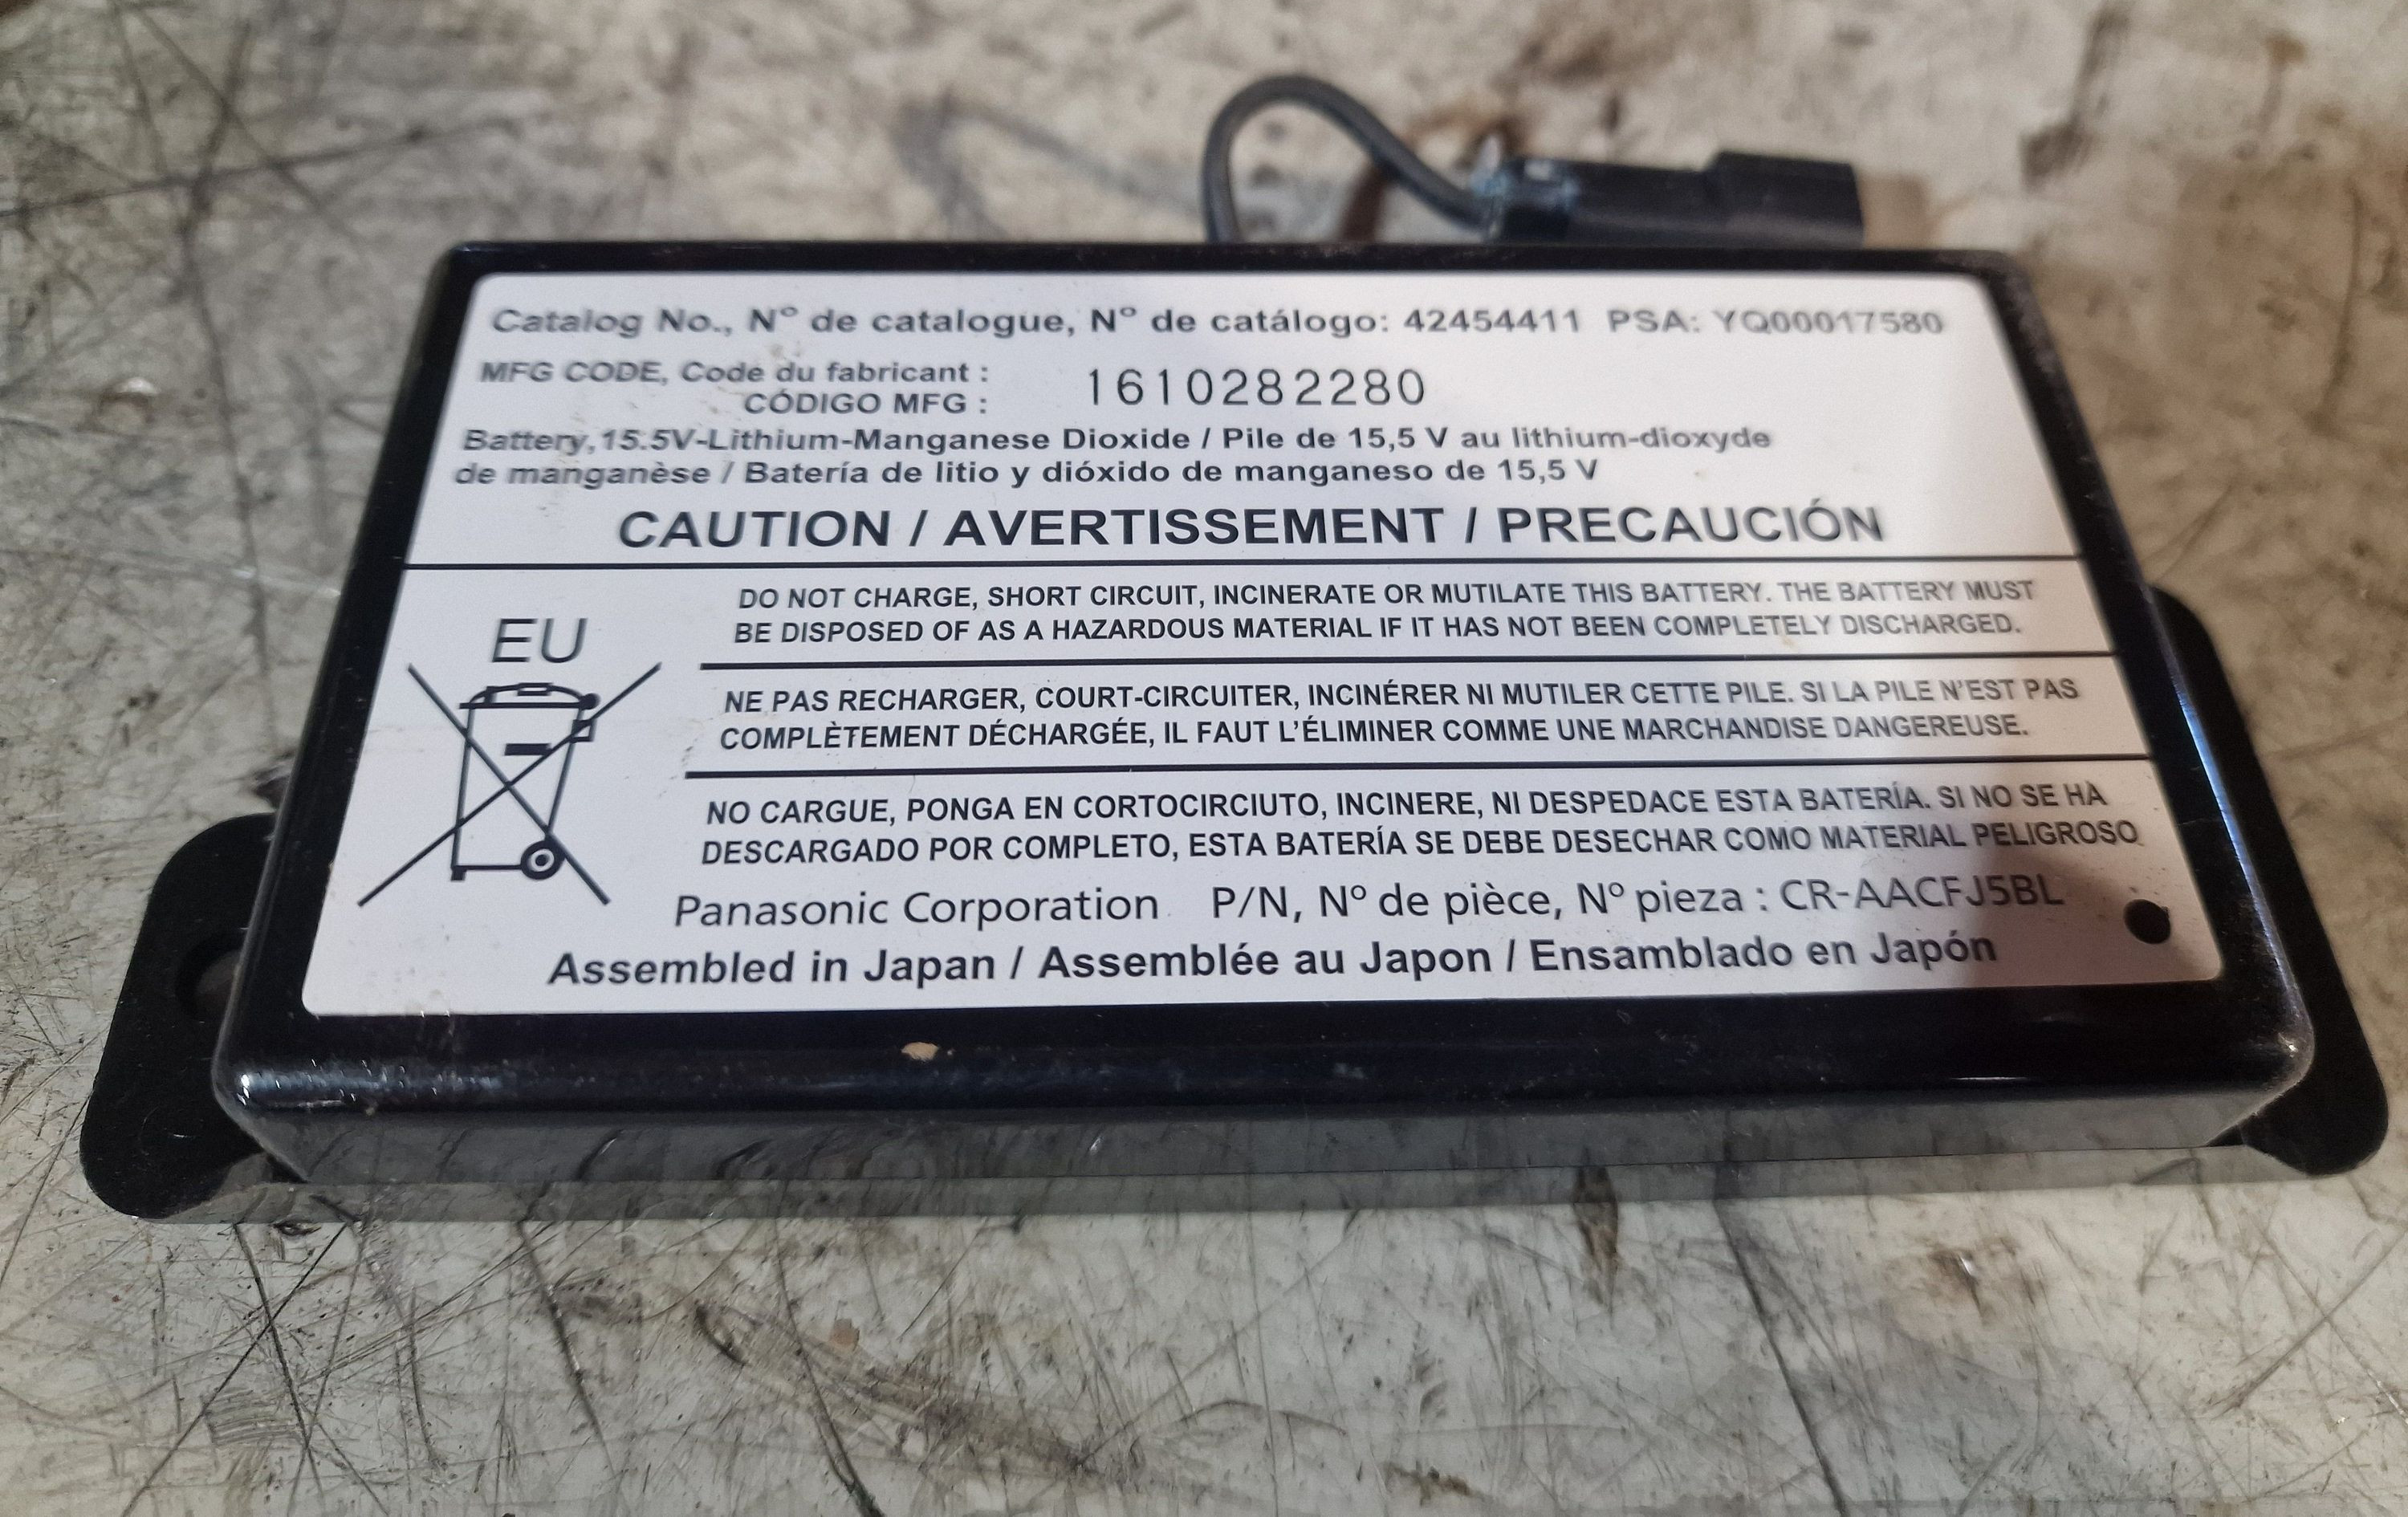 Catalog No., Nº de catalogue, Nº de catálogo: 42454411 PSA: YQ00017580
MFG CODE, Code du fabricant :
CÓDIGO MFG :
1610282280
Battery,15.5V-Lithium-Manganese Dioxide / Pile de 15,5 V au lithium-dioxyde
de manganèse / Batería de litio y dióxido de manganeso de 15,5 V
CAUTION / AVERTISSEMENT / PRECAUCIÓN
EU
DO NOT CHARGE, SHORT CIRCUIT, INCINERATE OR MUTILATE THIS BATTERY. THE BATTERY MUST
BE DISPOSED OF AS A HAZARDOUS MATERIAL IF IT HAS NOT BEEN COMPLETELY DISCHARGED.
NE PAS RECHARGER, COURT-CIRCUITER, INCINÉRER NI MUTILER CETTE PILE. SI LA PILE N'EST PAS
COMPLÈTEMENT DÉCHARGÉE, IL FAUT L'ÉLIMINER COMME UNE MARCHANDISE DANGEREUSE.
NO CARGUE, PONGA EN CORTOCIRCIUTO, INCINERE, NI DESPEDACE ESTA BATERÍA. SI NO SE HA
DESCARGADO POR COMPLETO, ESTA BATERÍA SE DEBE DESECHAR COMO MATERIAL PELIGROSO
Panasonic Corporation P/N, Nº de pièce, Nº pieza : CR-AACFJ5BL
Assembled in Japan / Assemblée au Japon / Ensamblado en Japón